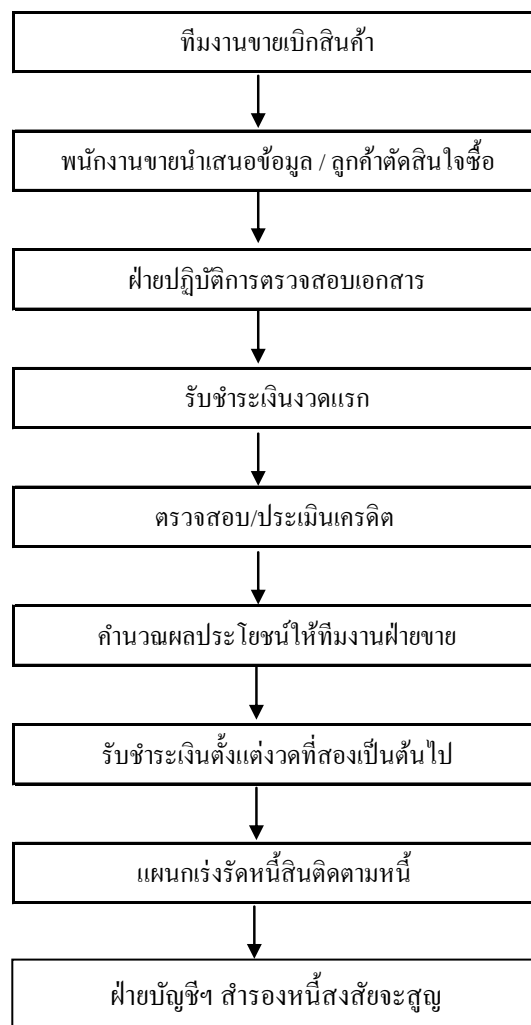 ทีมงานขายเบิกสินค้า
พนักงานขายนำเสนอข้อมูล / ลูกค้าตัดสินใจซื้อ
ฝ่ายปฏิบัติการตรวจสอบเอกสาร
รับชำระเงินงวดแรก
ตรวจสอบ/ประเมินเครดิต
คำนวณผลประโยชน์ให้ทีมงานฝ่ายขาย
รับชำระเงินตั้งแต่งวดที่สองเป็นต้นไป
แผนกเร่งรัดหนี้สินติดตามหนี้
ฝ่ายบัญชีฯ สำรองหนี้สงสัยจะสูญ